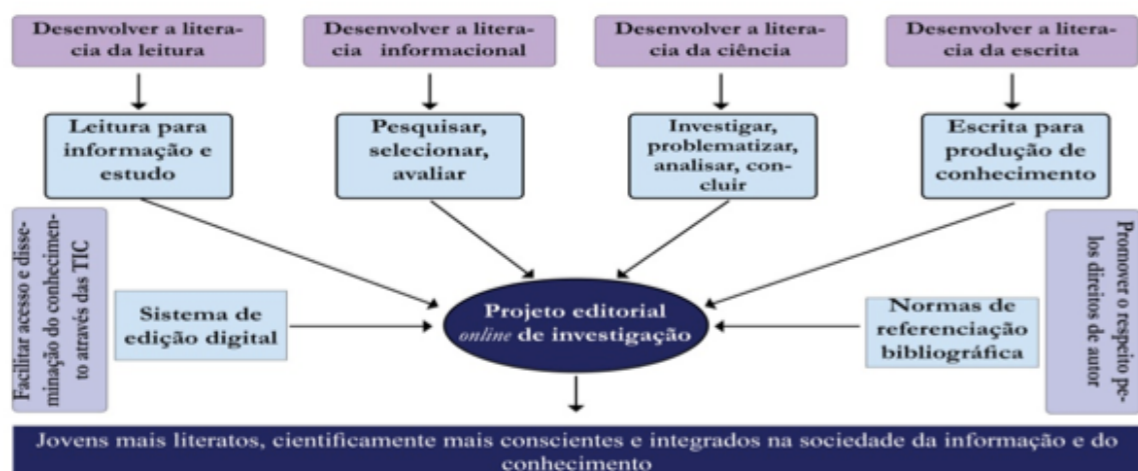 Desenvolver a litera-
cia da leitura
Desenvolver a litera-
cia informacional
Desenvolver a literacia
da ciência
Desenvolver a litera-
cia da escrita
Leitura para
informação e
estudo
Pesquisar,
selecionar,
avaliar
Investigar,
problematizar,
analisar, con-
cluir
Escrita para
produção de
conhecimento
Facilitar acesso e disse-
minação do conhecimen-
to através das TIC
Sistema de
edição digital
Projeto editorial
online de investigação
Normas de
referenciação
bibliográfica
Promover o respeito pe-
los direitos de autor
Jovens mais literatos, cientificamente mais conscientes e integrados na sociedade da informação e do
conhecimento